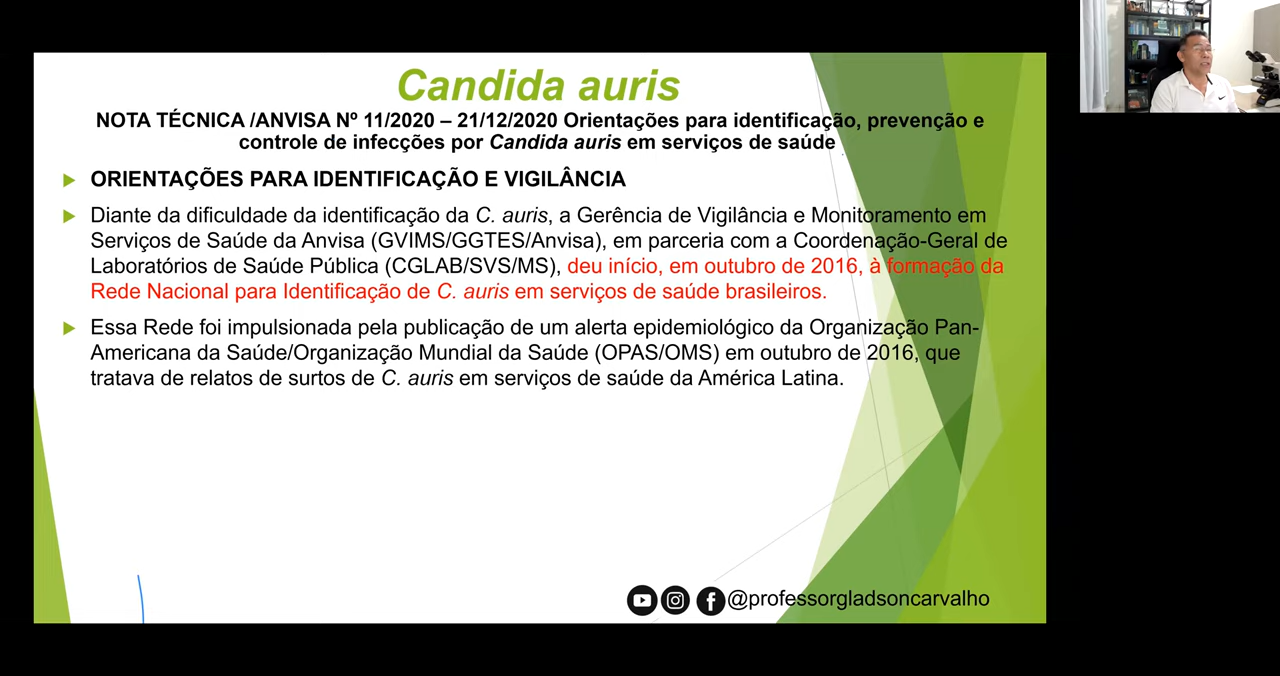 Candida auris
NOTA TÉCNICA /ANVISA Nº 11/2020 – 21/12/2020 Orientações para identificação, prevenção e
controle de infecções por Candida auris em serviços de saúde
ORIENTAÇÕES PARA IDENTIFICAÇÃO E VIGILÂNCIA
Diante da dificuldade da identificação da C. auris, a Gerência de Vigilância e Monitoramento em
Serviços de Saúde da Anvisa (GVIMS/GGTES/Anvisa), em parceria com a Coordenação-Geral de
Laboratórios de Saúde Pública (CGLAB/SVS/MS), deu início, em outubro de 2016, à formação da
Rede Nacional para Identificação de C. auris em serviços de saúde brasileiros.
Essa Rede foi impulsionada pela publicação de um alerta epidemiológico da Organização Pan-
Americana da Saúde/Organização Mundial da Saúde (OPAS/OMS) em outubro de 2016, que
tratava de relatos de surtos de C. auris em serviços de saúde da América Latina.
@professorgladsoncarvalho